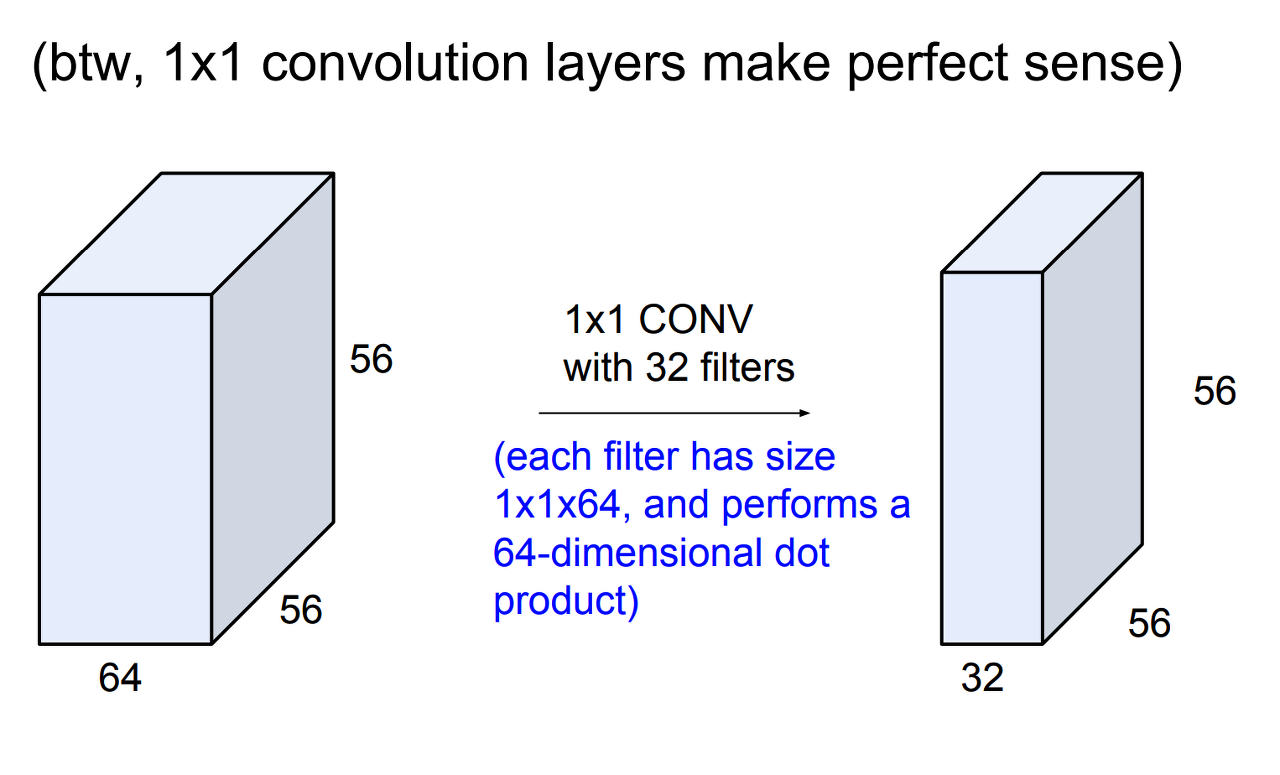 (btw, 1x1 convolution layers make perfect sense)
56
56
64
1x1 CONV
with 32 filters
(each filter has size
1x1x64, and performs a
64-dimensional dot
product)
56
56
32